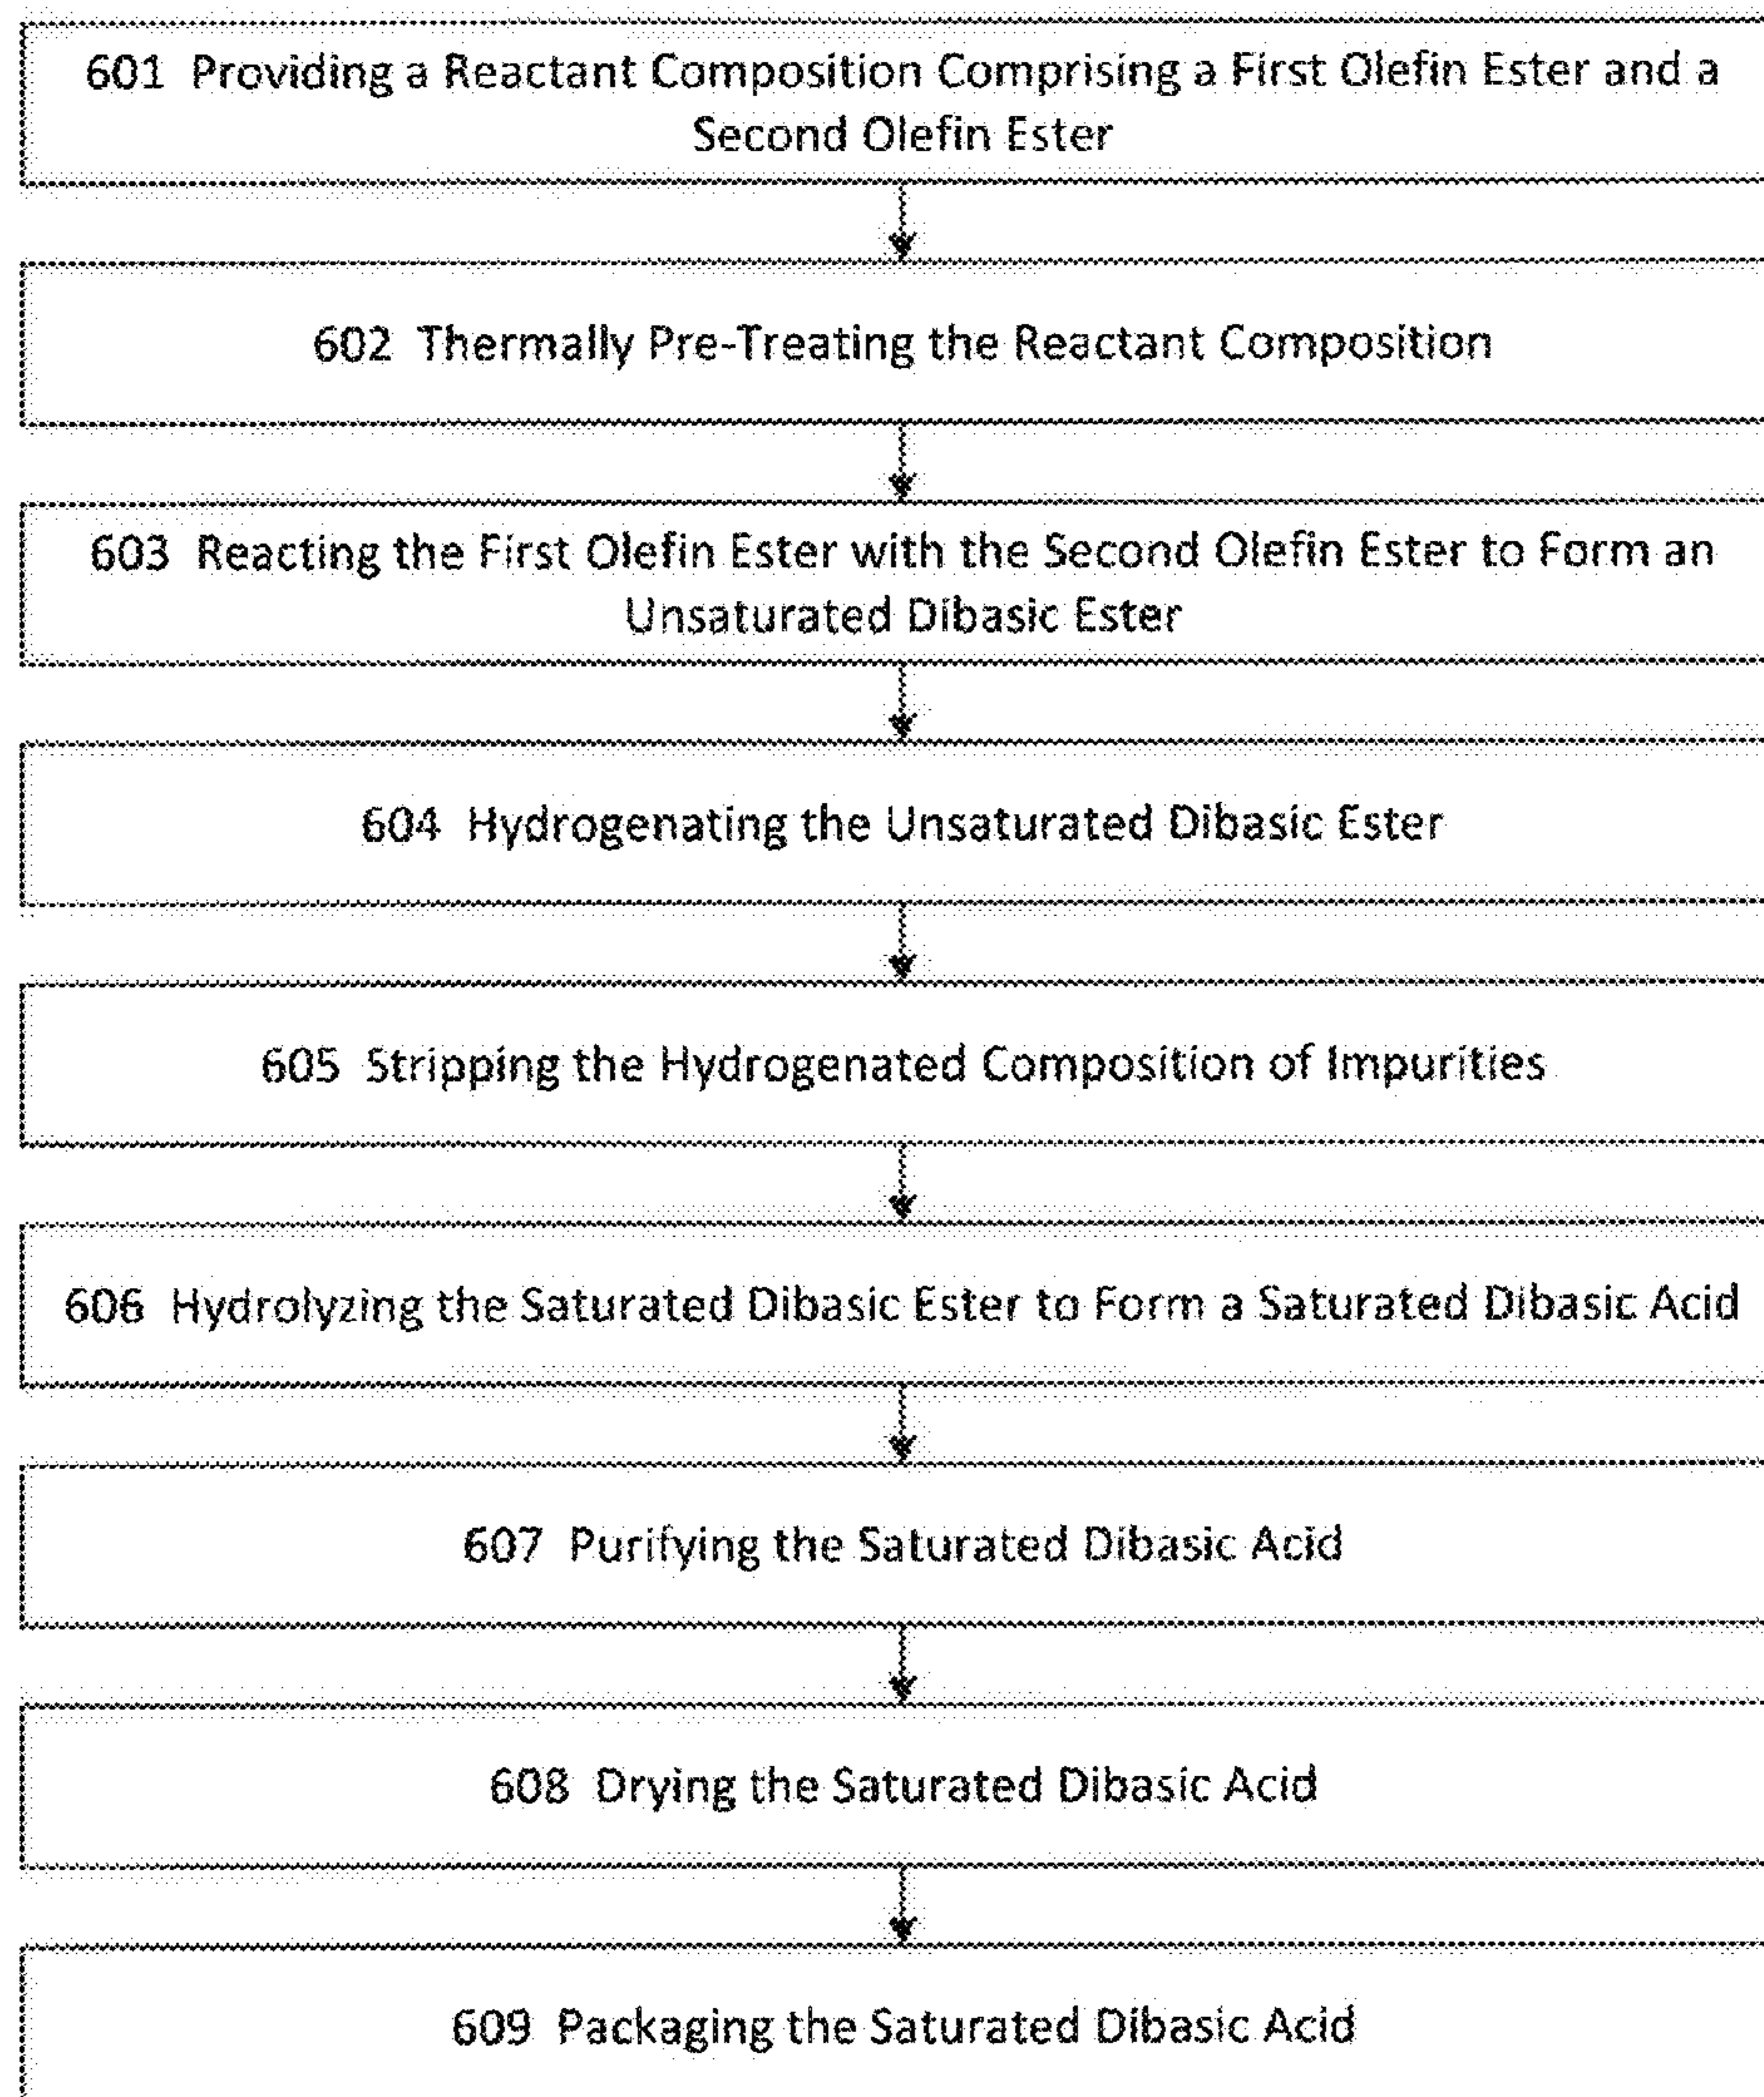 601 Providing a Reactant Composition Comprising a First Olefin Ester and a
Second Olefin Ester
602 Thermally Pre-Treating the Reactant Composition
603 Reacting the First Olefin Ester with the Second Olefin Ester to Form an
Unsaturated Dibasic Ester
604 Hydrogenating the Unsaturated Dibasic Ester
605 Stripping the Hydrogenated Composition of Impurities
606 Hydrolyzing the Saturated Dibasic Ester to Form a Saturated Dibasic Acid
607 Purifying the Saturated Dibasic Acid
608 Drying the Saturated Dibasic Acid
609 Packaging the Saturated Dibasic Acid